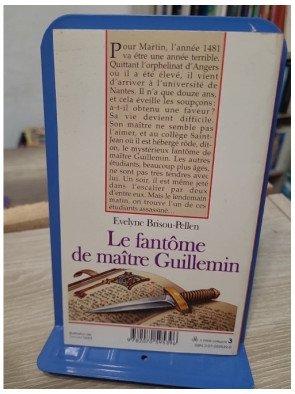 Pour Martin, l'année 1481
va être une année terrible.
Quittant l'orphelinat d'Angers
où il a été élevé, il vient
d'arriver à l'université de
Nantes. Il n'a que douze ans,
et cela éveille les soupçons :
a-t-il obtenu une faveur ?
Sa vie devient difficile.
Son maître ne semble pas
l'aimer, et au collège Saint-
Jean où il est hébergé rôde, dit-
on, le mystérieux fantôme de
maître Guillemin. Les autres
étudiants, beaucoup plus âgés,
ne sont pas très tendres avec
lui. Un soir, il est même jeté
dans l'escalier par deux
d'entre eux. Mais le lendemain
matin, on trouve l'un de ces
étudiants assassiné...
Evelyne Brisou-Pellen
Le fantôme
de maître Guillemin
3